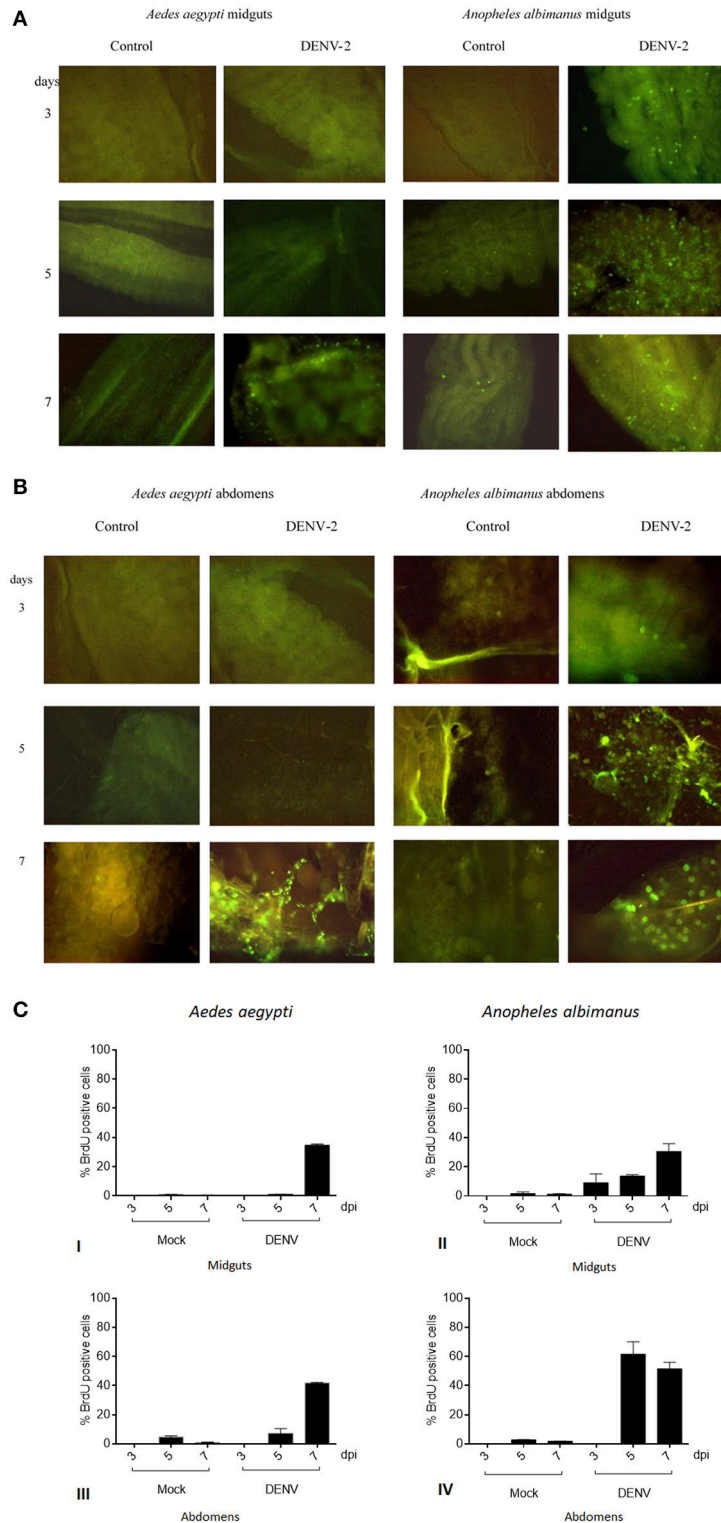 A
Aedes aegypti midguts Anopheles albimanus midguts
Control DENV-2 Control DENV-2
days
3
5
7
B
Aedes aegypti abdomens Anopheles albimanus abdomens
Control DENV-2 Control DENV-2
days
3
5
7
C
Aedes aegypti Anopheles albimanus
% BrdU positive cells
100
80
60
40
20
0
3 5 7 3 5 7 dpi
Mock DENV
I
Midguts
% BrdU positive cells
100
80
60
40
20
0
3 5 7 3 5 7 dpi
Mock DENV
II
Midguts
% BrdU positive cells
100
80
60
40
20
0
3 5 7 3 5 7 dpi
Mock DENV
III
Abdomens
% BrdU positive cells
100
80
60
40
20
0
3 5 7 3 5 7 dpi
Mock DENV
IV
Abdomens